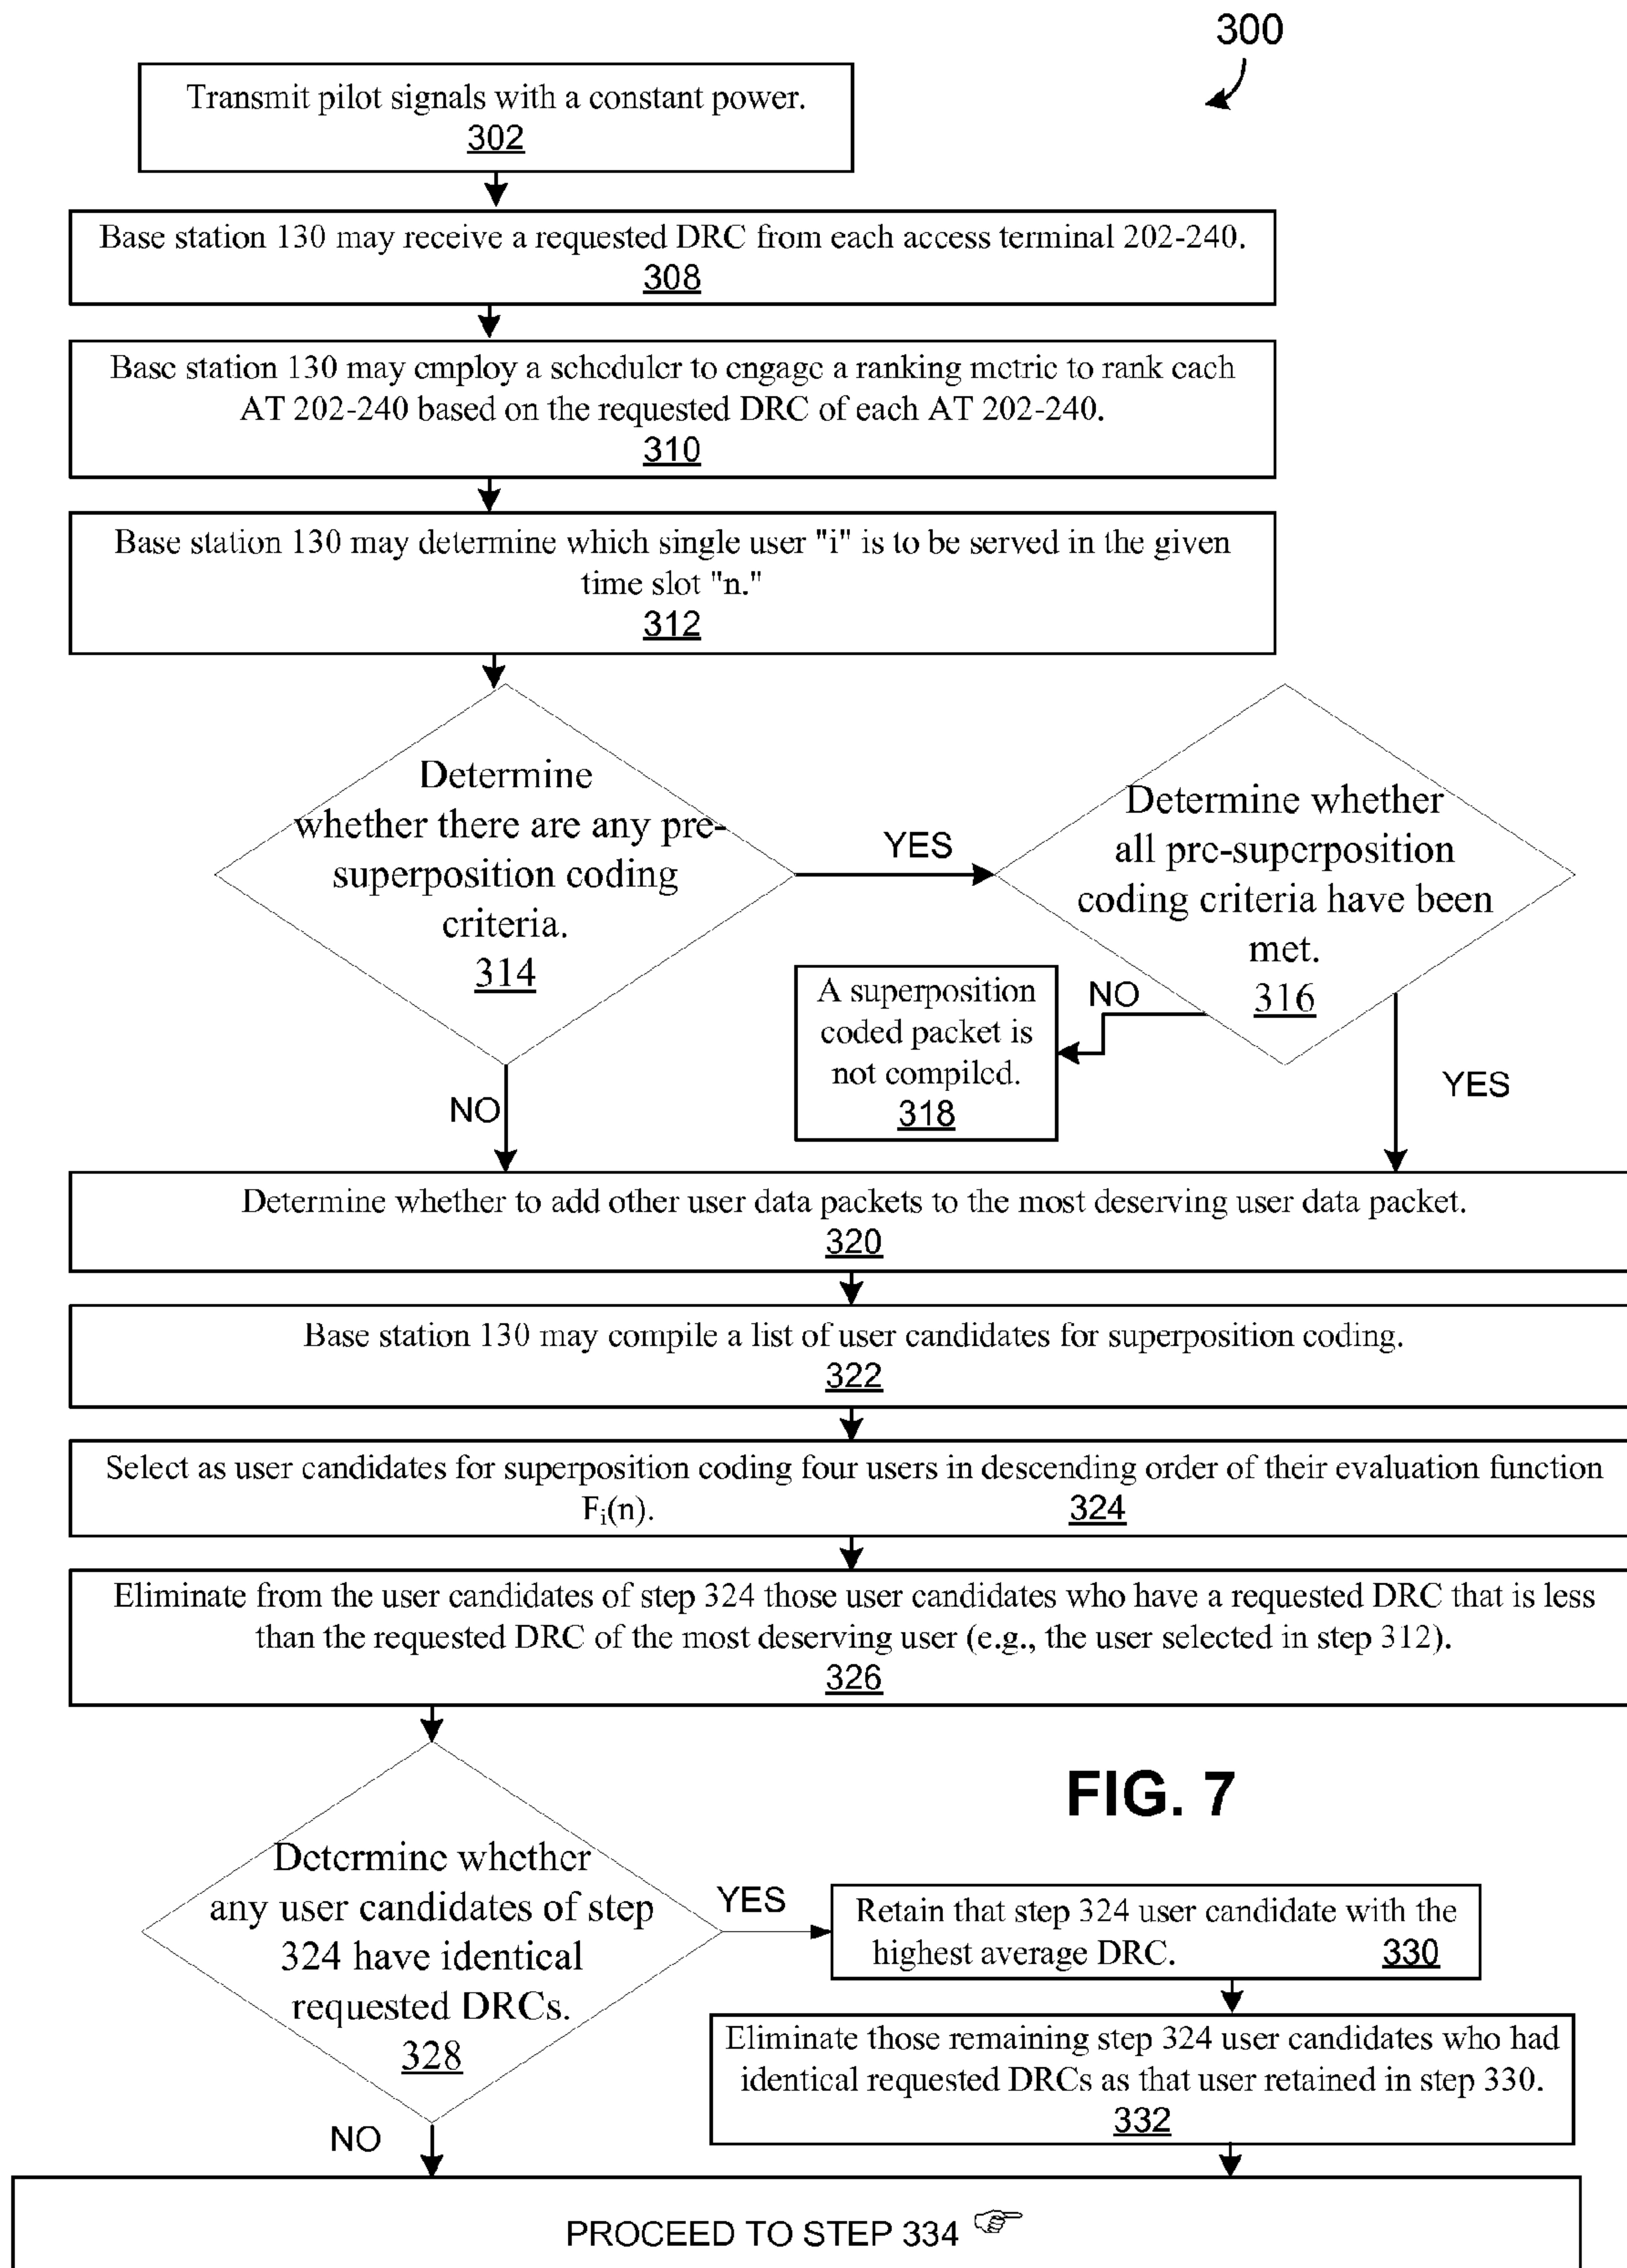 300
Transmit pilot signals with a constant power.
302
Base station 130 may receive a requested DRC from each access terminal 202-240.
308
Base station 130 may employ a scheduler to engage a ranking metric to rank each
AT 202-240 based on the requested DRC of each AT 202-240.
310
Base station 130 may determine which single user "i" is to be served in the given
time slot "n."
312
Determine
whether there are any pre-
superposition coding
criteria.
314
YES
Determine whether
all pre-superposition
coding criteria have been
met.
316
NO
A superposition
coded packet is
not compiled.
318
YES
NO
Determine whether to add other user data packets to the most deserving user data packet.
320
Base station 130 may compile a list of user candidates for superposition coding.
322
Select as user candidates for superposition coding four users in descending order of their evaluation function
Fi(n). 324
Eliminate from the user candidates of step 324 those user candidates who have a requested DRC that is less
than the requested DRC of the most deserving user (e.g., the user selected in step 312).
326
FIG. 7
Determine whether
any user candidates of step
324 have identical
requested DRCs.
328
YES
Retain that step 324 user candidate with the
highest average DRC. 330
Eliminate those remaining step 324 user candidates who had
identical requested DRCs as that user retained in step 330.
332
NO
PROCEED TO STEP 334